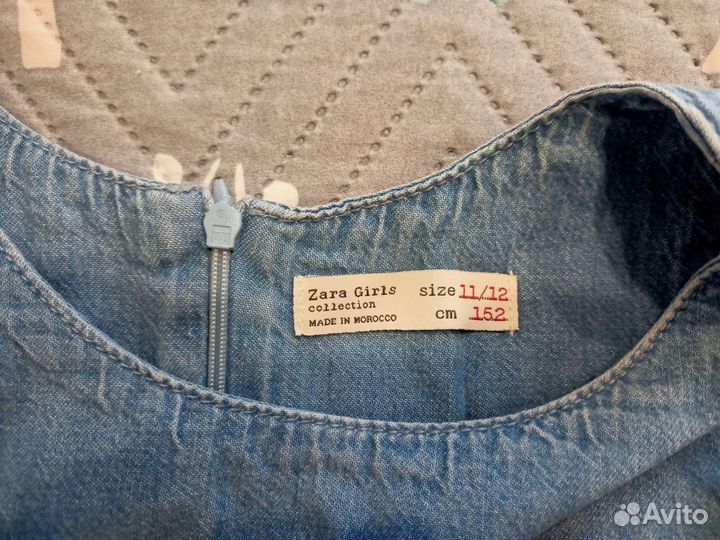 Zara Girls size 11/12
collection
MADE IN MOROCCO cm 152
Avito